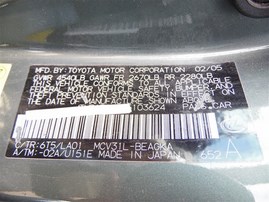 MFD. BY: TOYOTA MOTOR CORPORATION 02/05
GVWR 4540LB GAWR FR 2670LB RR 2280LB
THIS VEHICLE CONFORMS TO ALL APPLICABLE
FEDERAL MOTOR VEHICLE SAFETY, BUMPER, AND
THEFT PREVENTION STANDARDS IN EFFECT ON
THE DATE OF MANUFACTURE SHOWN ABOVE.
103624
PASS. CAR
C/TR: 6T5/LA01 MCV31L-BEAGKA
A/TM: -02A/U151E MADE IN JAPAN 652 A